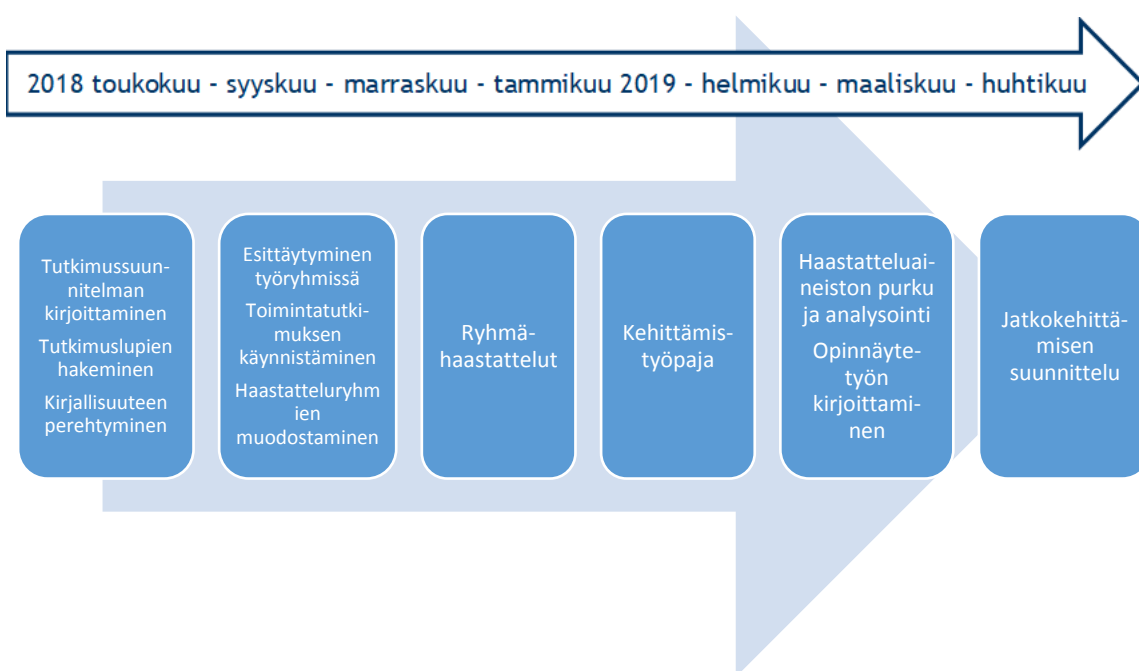 2018 toukokuu - syyskuu - marraskuu - tammikuu 2019 - helmikuu - maaliskuu - huhtikuu
Tutkimussuun-
nitelman
kirjoittaminen
Tutkimuslupien
hakeminen
Kirjallisuuteen
perehtyminen
Esittäytyminen
työryhmissä
Toimintatutki-
muksen
käynnistäminen
Haastatteluryhm
ien
muodostaminen
Ryhmä-
haastattelut
Kehittämis-
työpaja
Haastatteluai-
neiston purku
ja analysointi
Opinnäyte-
työn
kirjoittami-
nen
Jatkokehittä-
misen
suunnittelu